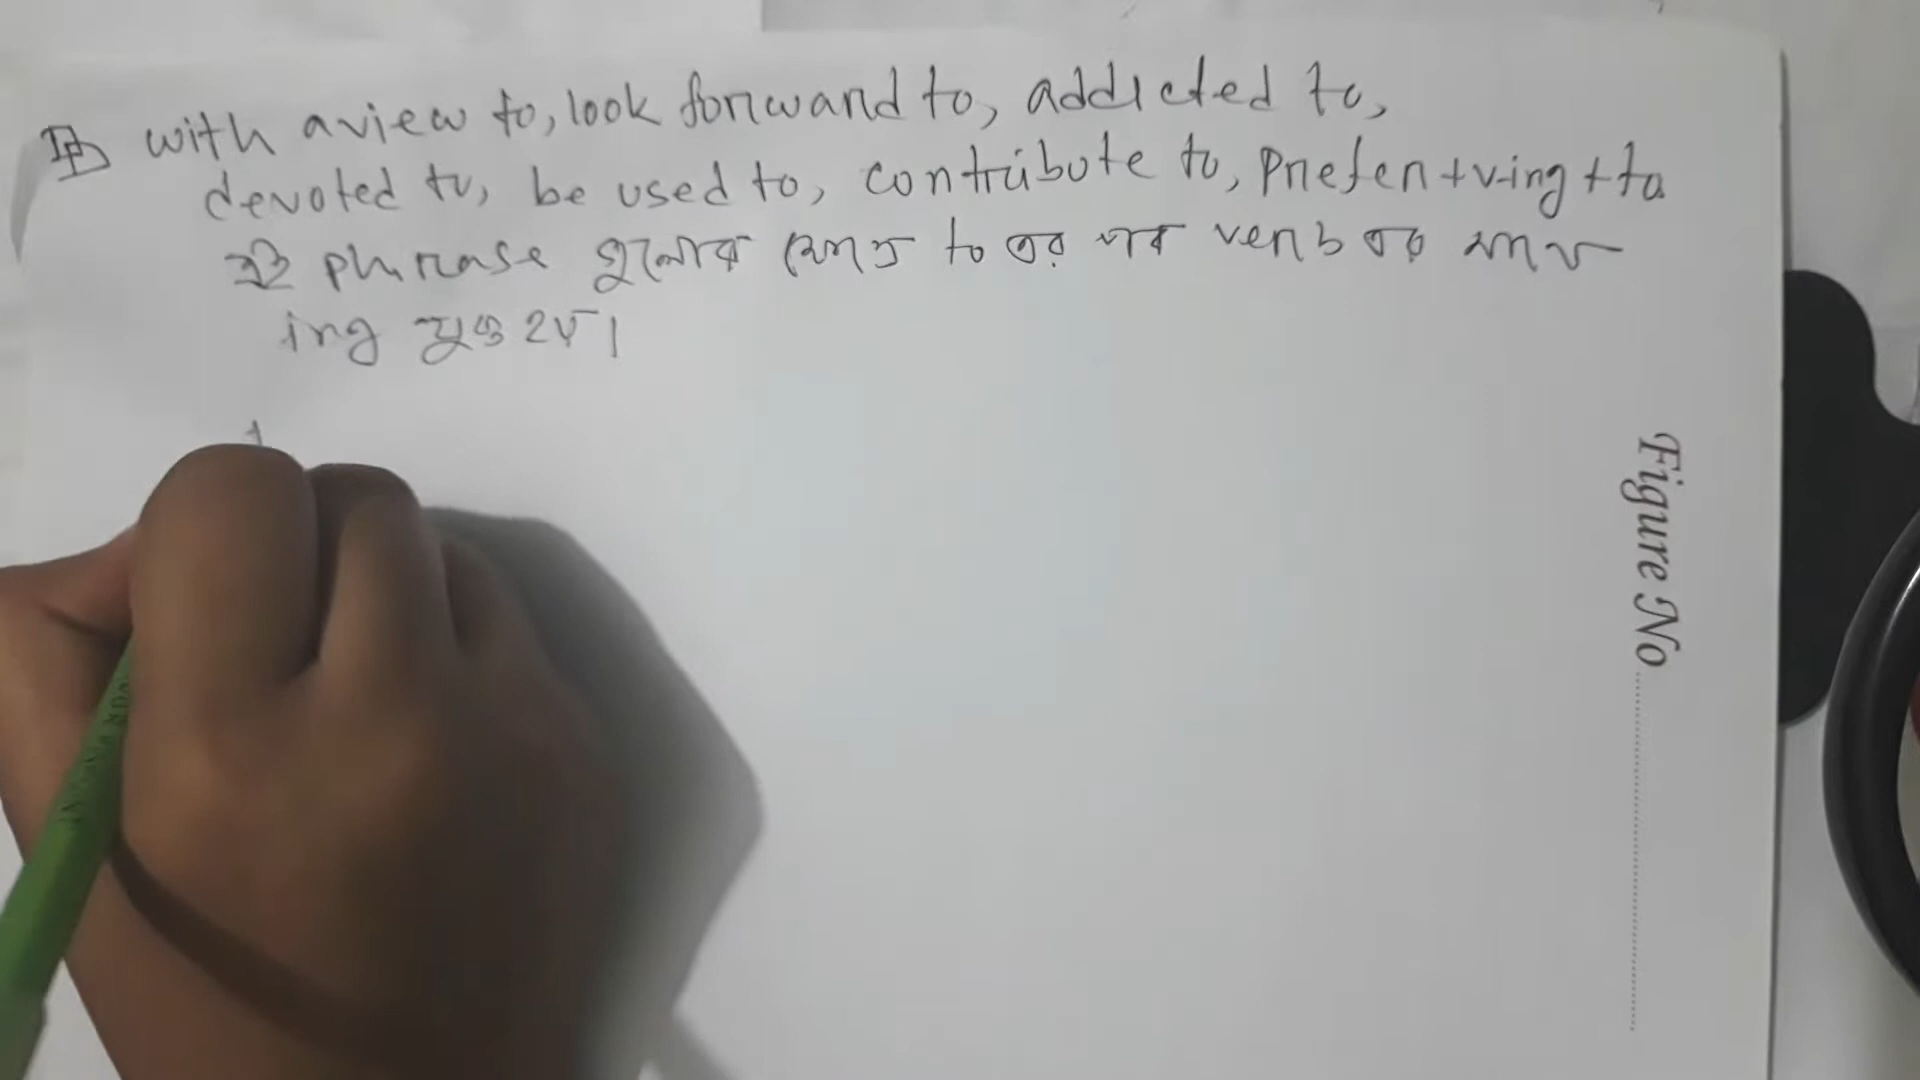 with a view to, look forward to, addicted to,
devoted to, be used to, contribute to, Prefer + v-ing + to
এই phrase গুলোর শেষে to এর পর verb এর সাথে
ing যুক্ত হয়।
Figure No